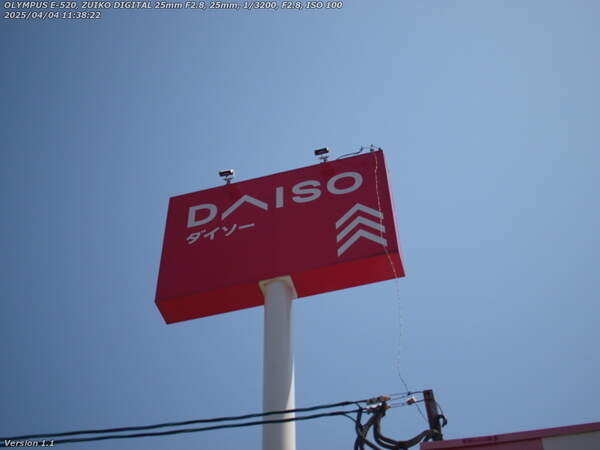 OLYMPUS E-520, ZUIKO DIGITAL 25mm F2.8, 25mm, 1/3200, F2.8, ISO 100
2025/04/04 11:38:22
DAISO
ダイソー
Version 1.1